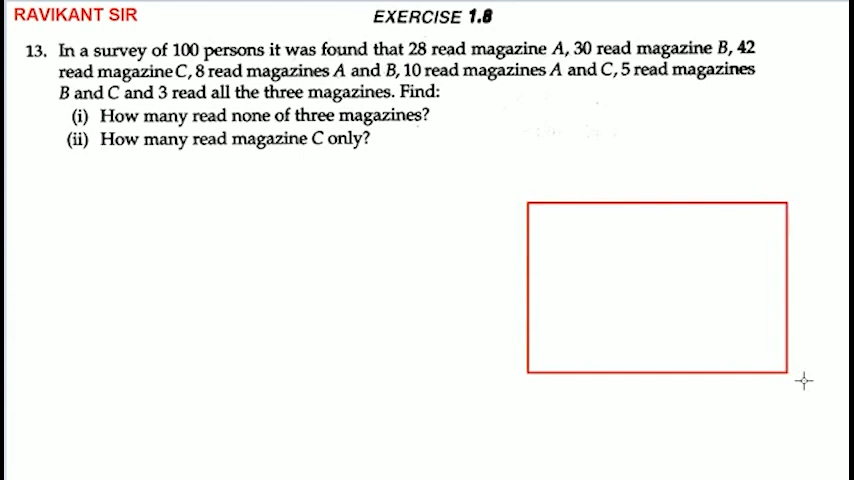 RAVIKANT SIR
EXERCISE 1.8
13. In a survey of 100 persons it was found that 28 read magazine A, 30 read magazine B, 42
read magazine C, 8 read magazines A and B, 10 read magazines A and C, 5 read magazines
B and C and 3 read all the three magazines. Find:
(i) How many read none of three magazines?
(ii) How many read magazine C only?